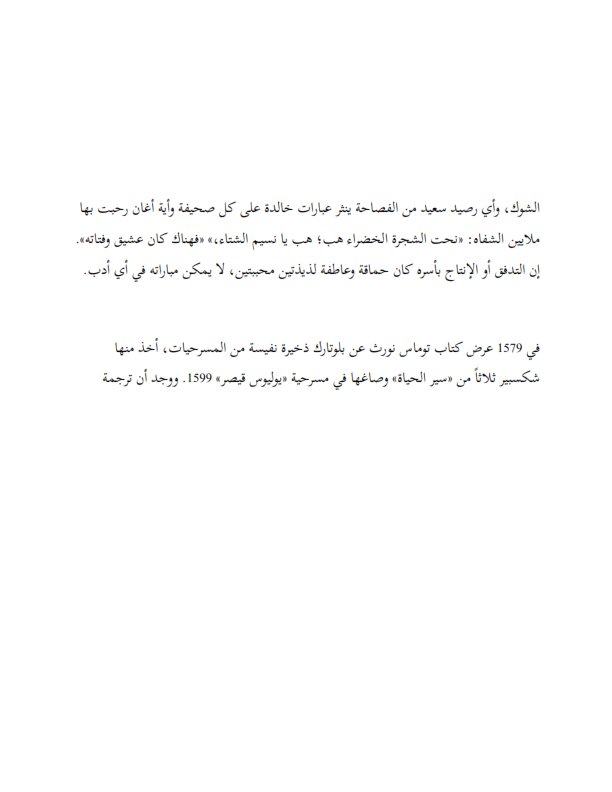 الشوك، وأي رصيد سعيد من الفصاحة ينثر عبارات خالدة على كل صحيفة وأية أغان رحبت بها
ملايين الشفاه: «نحت الشجرة الخضراء هب؛ هب يا نسيم الشتاء،» «فهناك كان عشيق وفتاته».
إن التدفق أو الإنتاج بأسره كان حماقة وعاطفة لذيذتين محببتين، لا يمكن مباراته في أي أدب.
في 1579 عرض كتاب توماس نورث عن بلوتارك ذخيرة نفيسة من المسرحيات، أخذ منها
شكسبير ثلاثاً من «سير الحياة» وصاغها في مسرحية «يوليوس قيصر» 1599. ووجد أن ترجمة